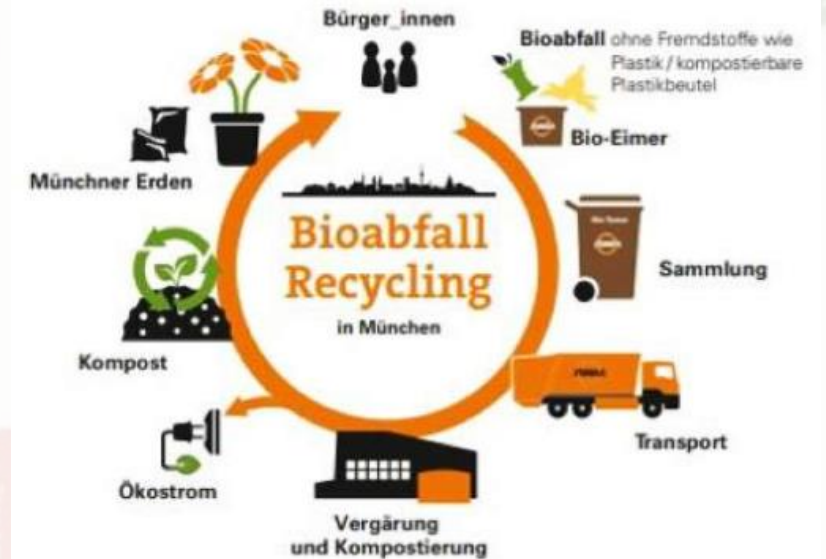 Bürger_innen
Bioabfall ohne Fremdstoffe wie
Plastik / kompostierbare
Plastikbeutel
Bio-Eimer
Sammlung
Transport
Vergärung
und Kompostierung
Ökostrom
Kompost
Münchner Erden
Bioabfall
Recycling
in München